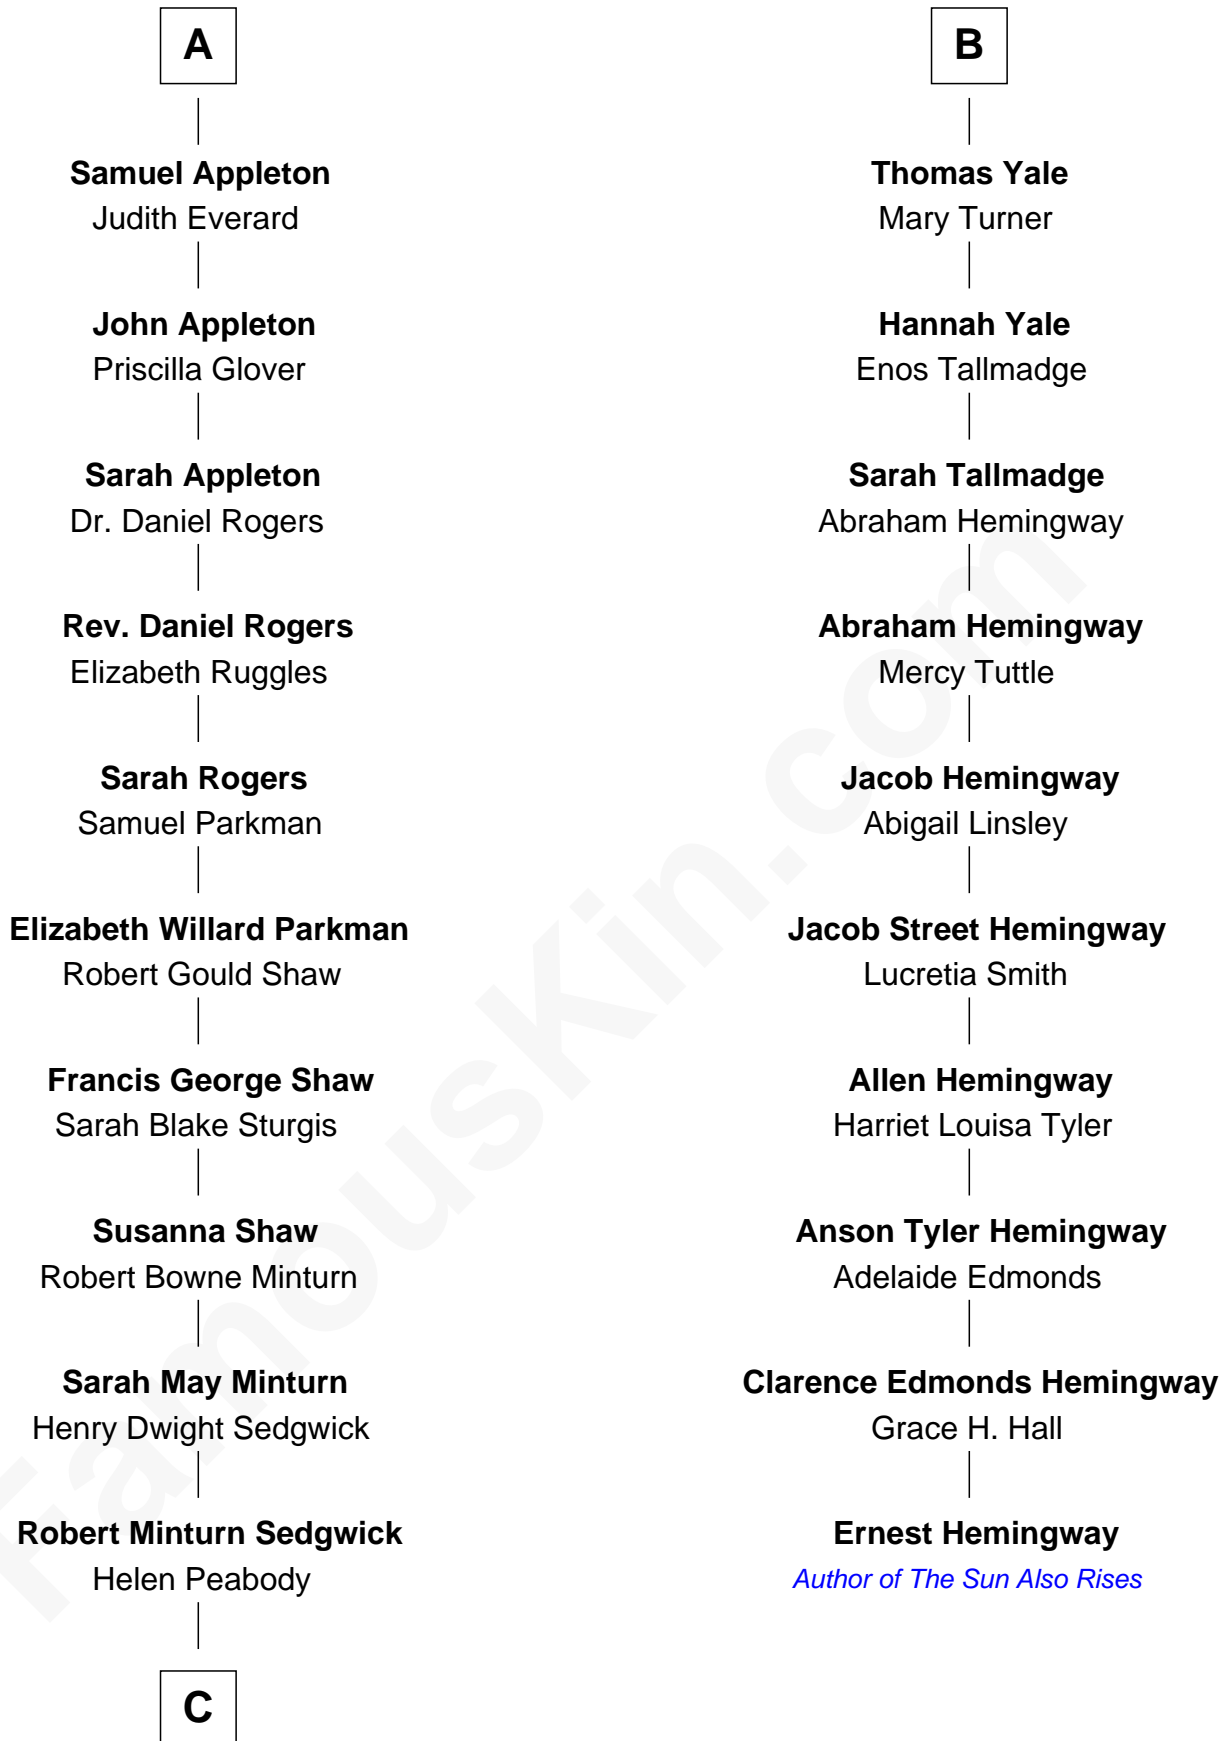 A
Samuel Appleton
Judith Everard
John Appleton
Priscilla Glover
Sarah Appleton
Dr. Daniel Rogers
Rev. Daniel Rogers
Elizabeth Ruggles
Sarah Rogers
Samuel Parkman
Elizabeth Willard Parkman
Robert Gould Shaw
Francis George Shaw
Sarah Blake Sturgis
Susanna Shaw
Robert Bowne Minturn
Sarah May Minturn
Henry Dwight Sedgwick
Robert Minturn Sedgwick
Helen Peabody
C
B
Thomas Yale
Mary Turner
Hannah Yale
Enos Tallmadge
Sarah Tallmadge
Abraham Hemingway
Abraham Hemingway
Mercy Tuttle
Jacob Hemingway
Abigail Linsley
Jacob Street Hemingway
Lucretia Smith
Allen Hemingway
Harriet Louisa Tyler
Anson Tyler Hemingway
Adelaide Edmonds
Clarence Edmonds Hemingway
Grace H. Hall
Ernest Hemingway
Author of The Sun Also Rises
FamousKin.com